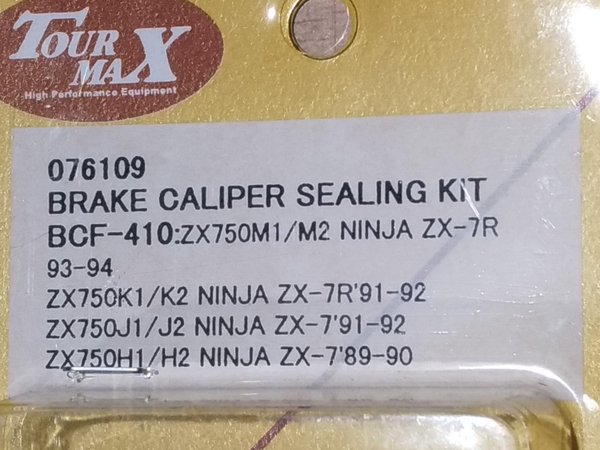 TOUR
MAX
High Performance Equipment
076109
BRAKE CALIPER SEALING KIT
BCF-410:ZX750M1/M2 NINJA ZX-7R
93-94
ZX750K1/K2 NINJA ZX-7R'91-92
ZX750J1/J2 NINJA ZX-7'91-92
ZX750H1/H2 NINJA ZX-7'89-90